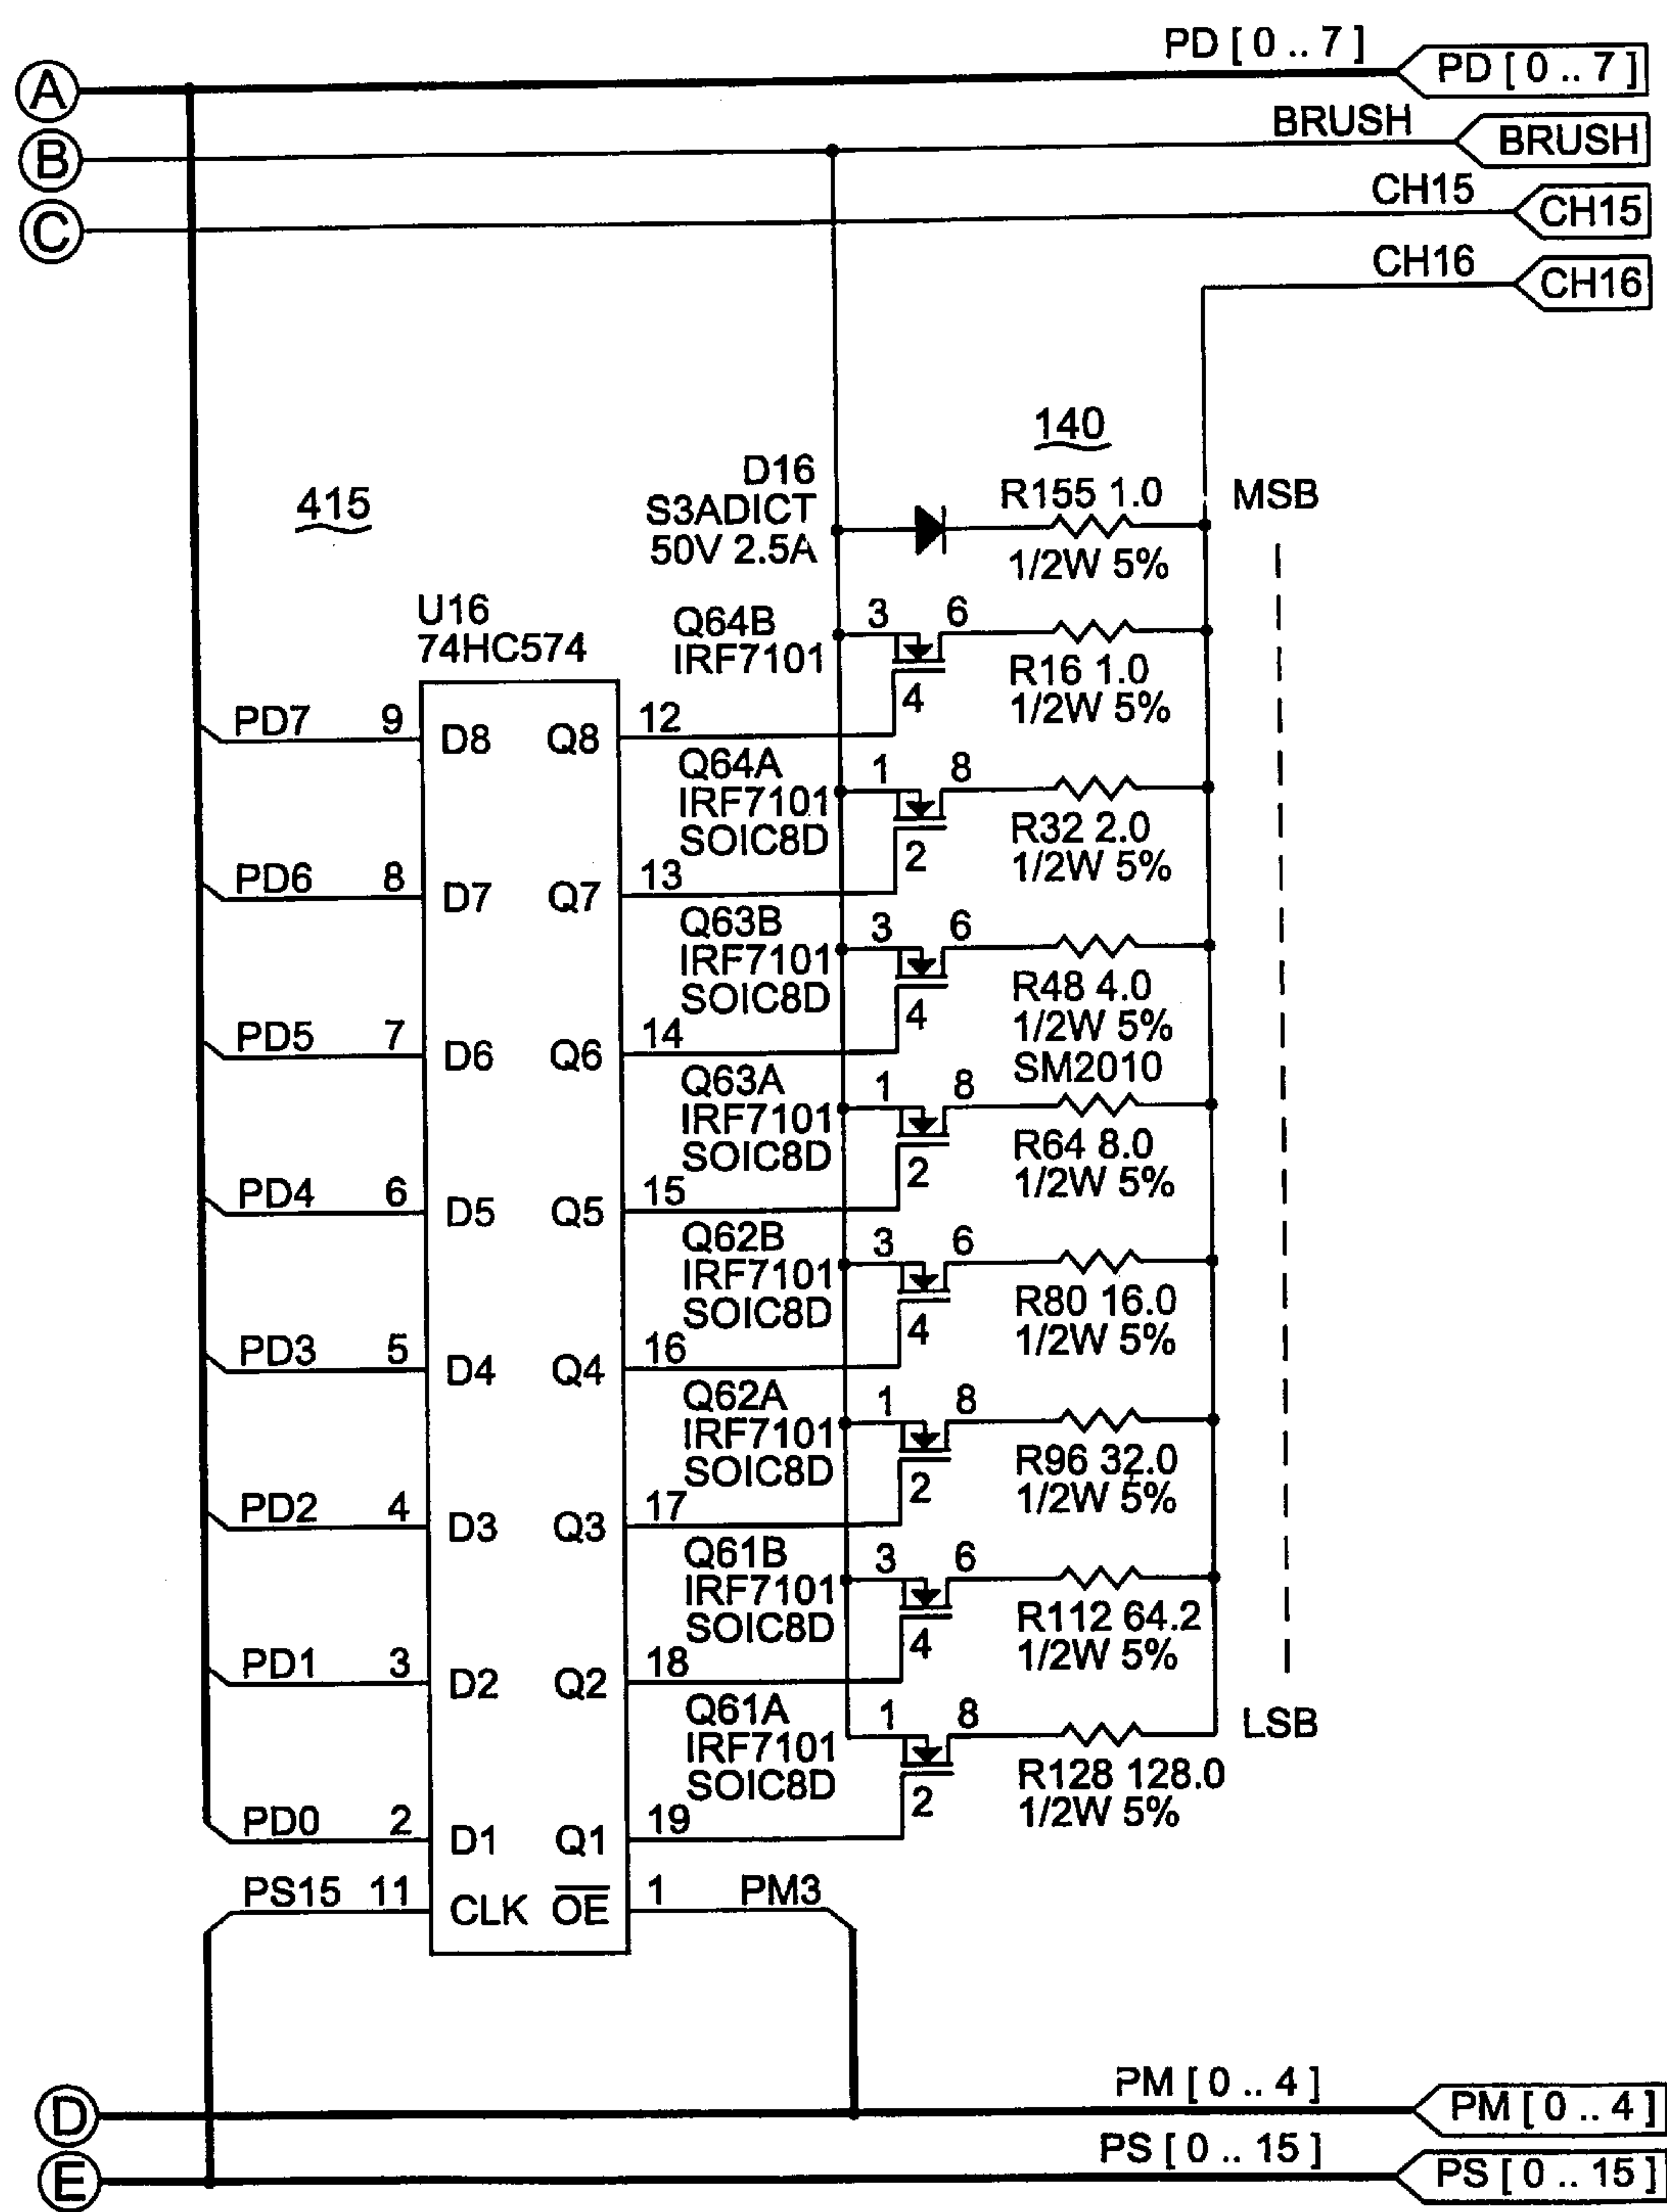 PD [ 0 .. 7 ]
A
PD [ 0 .. 7 ]
BRUSH
B
BRUSH
CH15
C
CH15
CH16
CH16
140
D16
S3ADICT
50V 2.5A
R155 1.0
1/2W 5%
MSB
415
U16
74HC574
Q64B
IRF7101
3
6
4
R16 1.0
1/2W 5%
PD7
9
D8
Q8
12
Q64A
IRF7101
SOIC8D
1
8
2
R32 2.0
1/2W 5%
PD6
8
D7
Q7
13
Q63B
IRF7101
SOIC8D
3
6
4
R48 4.0
1/2W 5%
SM2010
PD5
7
D6
Q6
14
Q63A
IRF7101
SOIC8D
1
8
2
R64 8.0
1/2W 5%
PD4
6
D5
Q5
15
Q62B
IRF7101
SOIC8D
3
6
4
R80 16.0
1/2W 5%
PD3
5
D4
Q4
16
Q62A
IRF7101
SOIC8D
1
8
2
R96 32.0
1/2W 5%
PD2
4
D3
Q3
17
Q61B
IRF7101
SOIC8D
3
6
4
R112 64.2
1/2W 5%
PD1
3
D2
Q2
18
Q61A
IRF7101
SOIC8D
1
8
2
R128 128.0
1/2W 5%
LSB
PD0
2
D1
Q1
19
PS15
11
CLK
OE
1
PM3
PM [ 0 .. 4 ]
D
PM [ 0 .. 4 ]
PS [ 0 .. 15 ]
E
PS [ 0 .. 15 ]